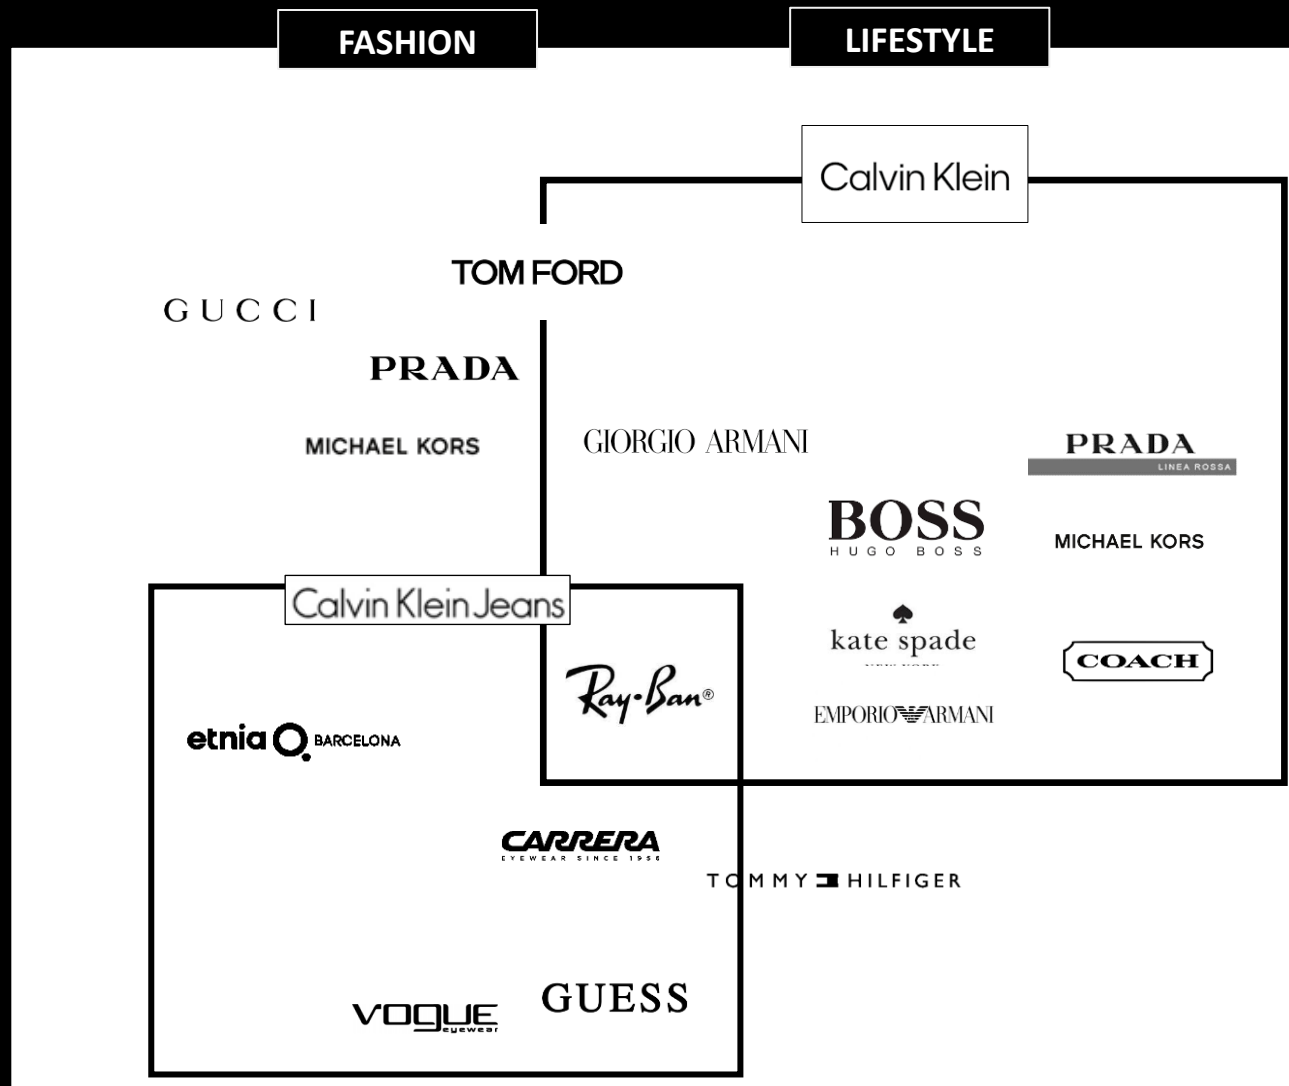 FASHION
LIFESTYLE
Calvin Klein
TOM FORD
GUCCI
PRADA
MICHAEL KORS
GIORGIO ARMANI
PRADA
LINEA ROSSA
BOSS
HUGO BOSS
MICHAEL KORS
Calvin Klein Jeans
kate spade
COACH
Ray-Ban®
EMPORIO ARMANI
etnia BARCELONA
CARRERA
EYEWEAR SINCE 1956
TOMMY HILFIGER
GUESS
VOGUE
eyewear